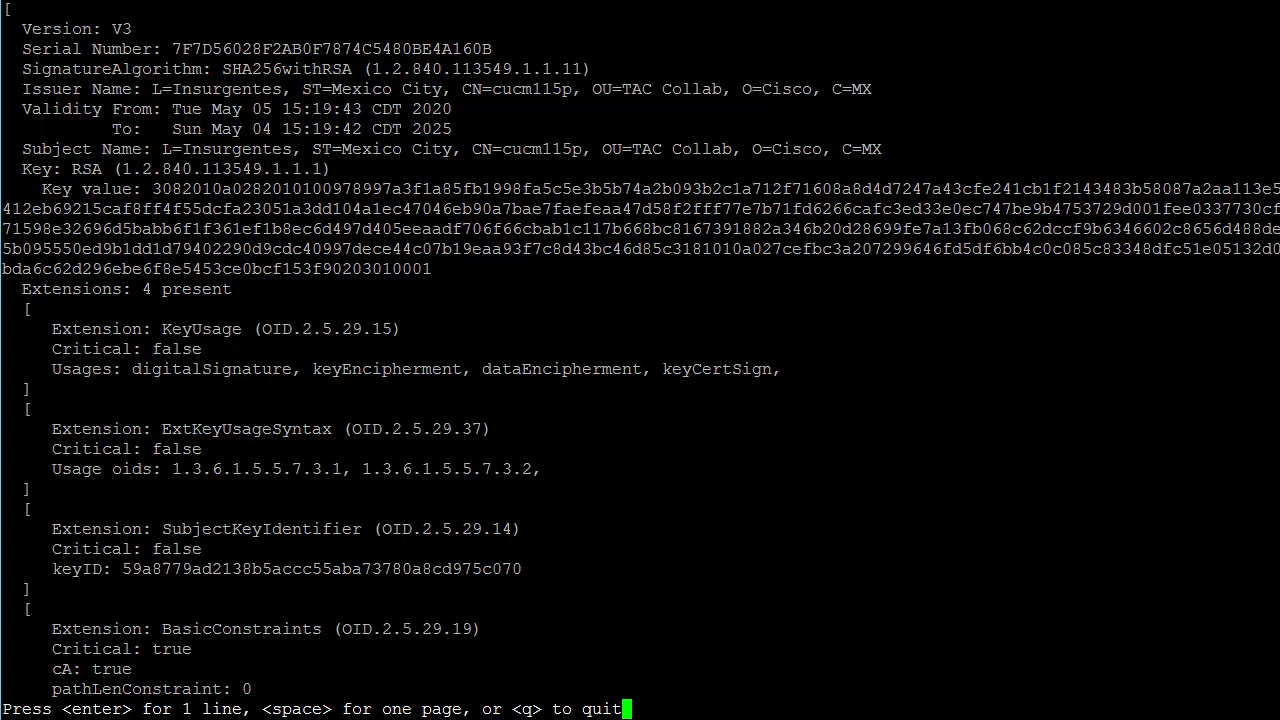 [
Version: V3
Serial Number: 7F7D56028F2AB0F7874C5480BE4A160B
SignatureAlgorithm: SHA256withRSA (1.2.840.113549.1.1.11)
Issuer Name: L=Insurgentes, ST=Mexico City, CN=cucm115p, OU=TAC Collab, O=Cisco, C=MX
Validity From: Tue May 05 15:19:43 CDT 2020
To: Sun May 04 15:19:42 CDT 2025
Subject Name: L=Insurgentes, ST=Mexico City, CN=cucm115p, OU=TAC Collab, O=Cisco, C=MX
Key: RSA (1.2.840.113549.1.1.1)
Key value: 3082010a0282010100978997a3f1a85fb1998fa5c5e3b5b74a2b093b2c1a712f71608a8d4d7247a43cfe241cb1f2143483b58087a2aa113e5
412eb69215caf8ff4f55dcfa23051a3dd104a1ec47046eb90a7bae7faefeaa47d58f2fff77e7b71fd6266cafc3ed33e0ec747be9b4753729d001fee0337730cf
71598e32696d5babb6f1f361ef1b8ec6d497d405eeaadf706f66cbab1c117b668bc8167391882a346b20d28699fe7a13fb068c62dccf9b6346602c8656d488de
5b095550ed9b1dd1d79402290d9cdc40997dece44c07b19eaa93f7c8d43bc46d85c3181010a027cefbc3a207299646fd5df6bb4c0c085c83348dfc51e05132d0
bda6c62d296ebe6f8e5453ce0bcf153f90203010001
Extensions: 4 present
[
Extension: KeyUsage (OID.2.5.29.15)
Critical: false
Usages: digitalSignature, keyEncipherment, dataEncipherment, keyCertSign,
]
[
Extension: ExtKeyUsageSyntax (OID.2.5.29.37)
Critical: false
Usage oids: 1.3.6.1.5.5.7.3.1, 1.3.6.1.5.5.7.3.2,
]
[
Extension: SubjectKeyIdentifier (OID.2.5.29.14)
Critical: false
keyID: 59a8779ad2138b5accc55aba73780a8cd975c070
]
[
Extension: BasicConstraints (OID.2.5.29.19)
Critical: true
cA: true
pathLenConstraint: 0
Press <enter> for 1 line, <space> for one page, or <q> to quit